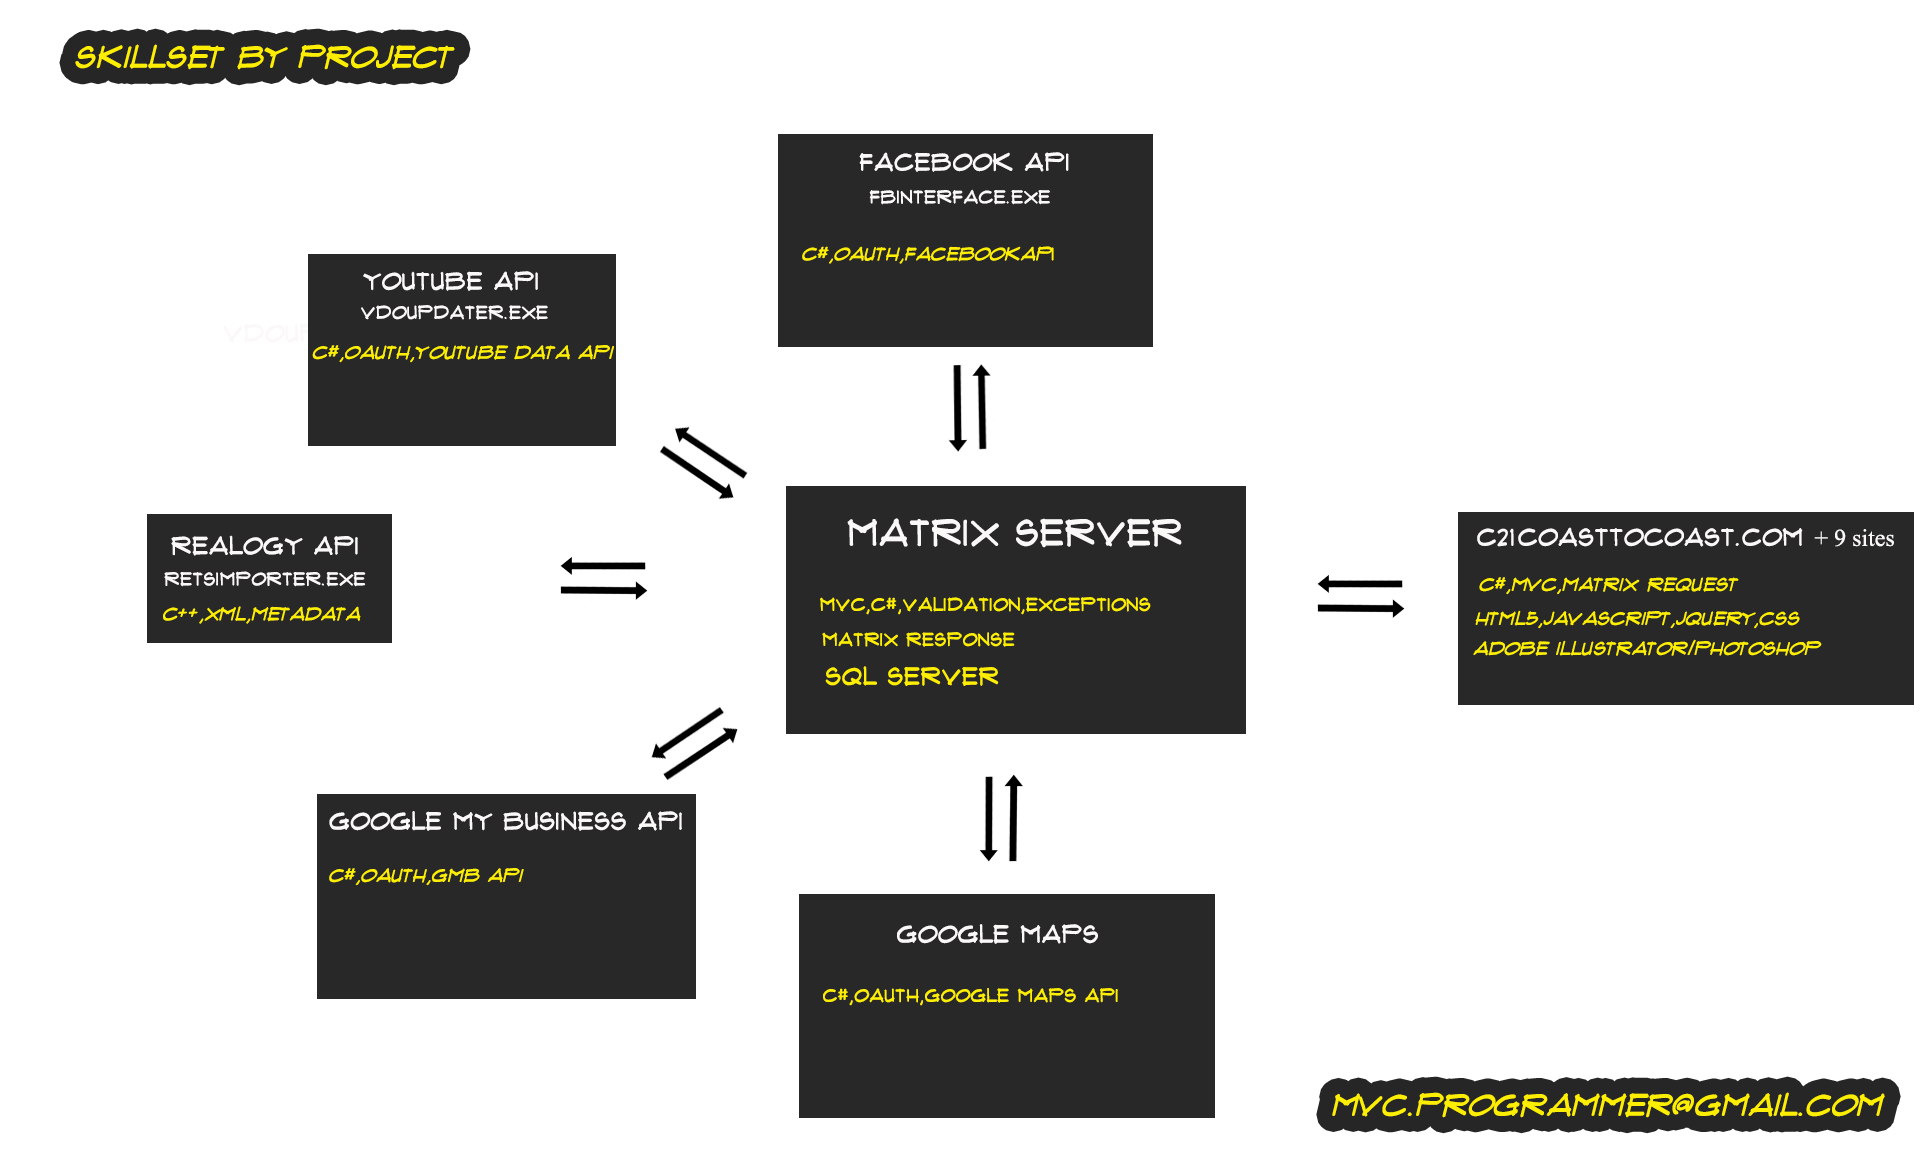 SKILLSET BY PROJECT
FACEBOOK API
FBINTERFACE.EXE
C#,OAUTH,FACEBOOKAPI
YOUTUBE API
VDOUPDATER.EXE
C#,OAUTH,YOUTUBE DATA API
REALOGY API
RETSIMPORTER.EXE
C++,XML,METADATA
MATRIX SERVER
MVC,C#,VALIDATION,EXCEPTIONS
MATRIX RESPONSE
SQL SERVER
C21COASTTOCOAST.COM + 9 sites
C#,MVC,MATRIX REQUEST
HTML5,JAVASCRIPT,JQUERY,CSS
ADOBE ILLUSTRATOR/PHOTOSHOP
GOOGLE MY BUSINESS API
C#,OAUTH,GMB API
GOOGLE MAPS
C#,OAUTH,GOOGLE MAPS API
MVC.PROGRAMMER@GMAIL.COM